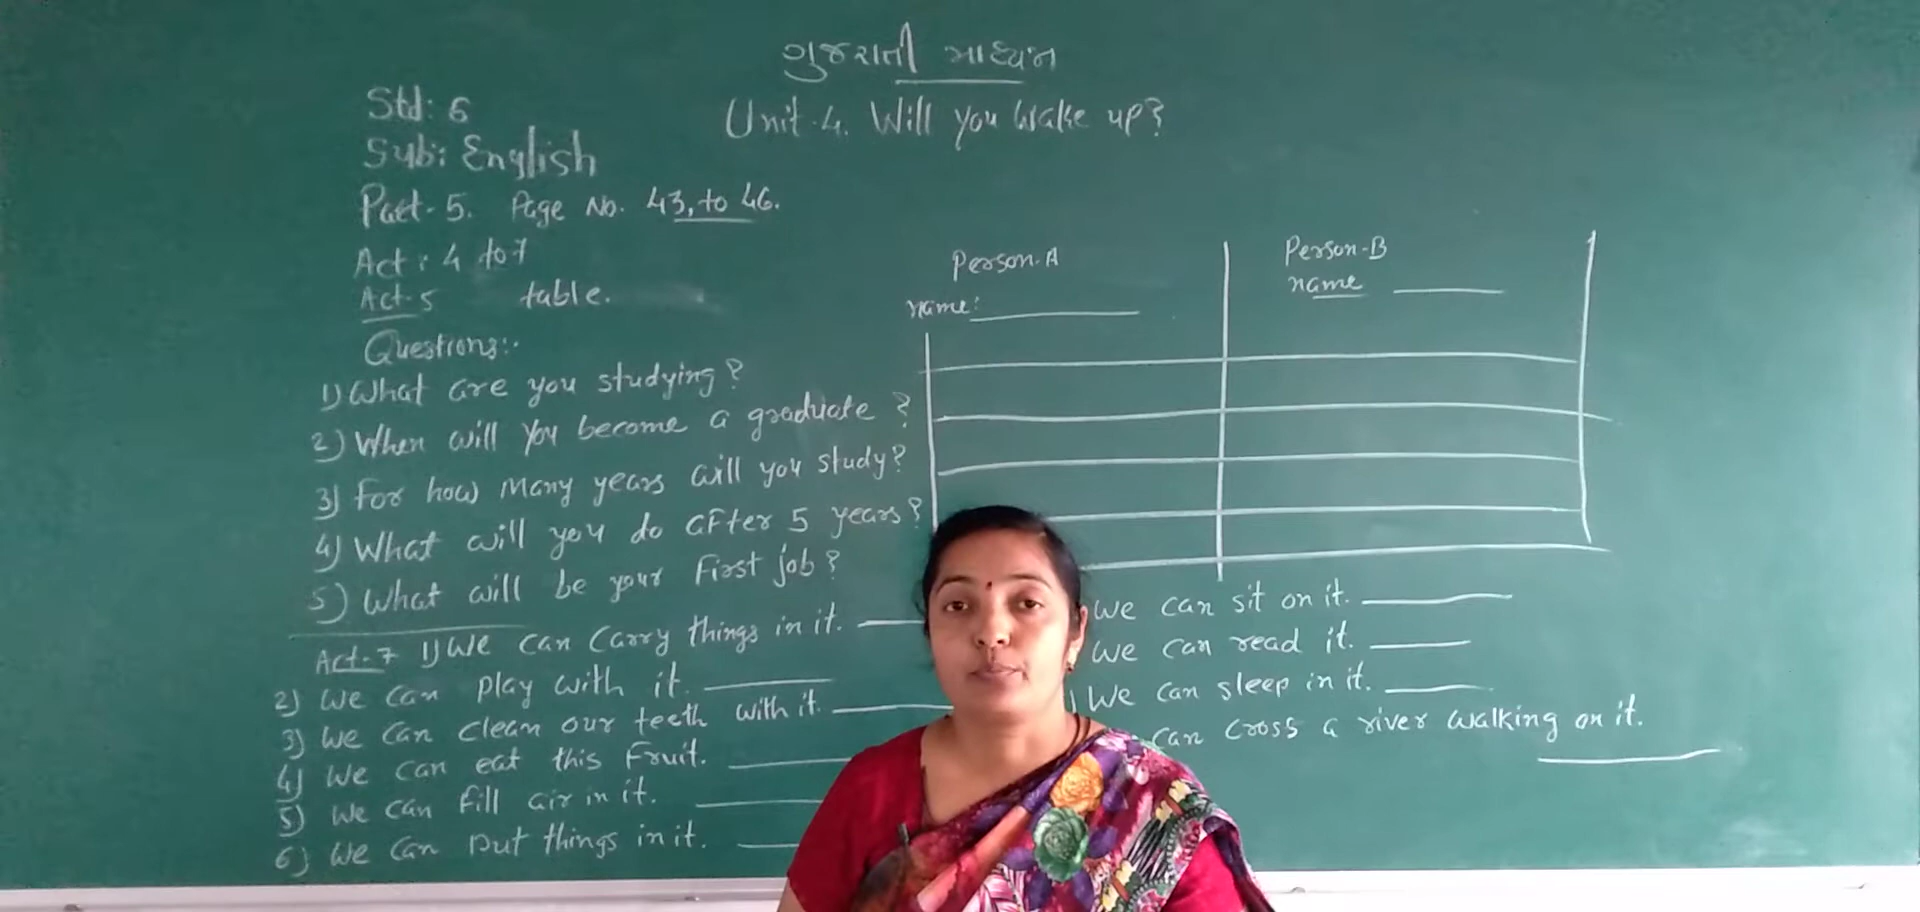 ગુજરાતી માધ્યમ
Unit-4. Will you wake up?
Std: 6
Sub: English
Part-5. Page No. 43, to 46.
Act: 4 to 7
Act-5 table.
Questions:-
1) What are you studying?
2) When will you become a graduate?
3) For how many years will you study?
4) What will you do after 5 years?
5) What will be your first job?
Person-A
name:
Person-B
name
Act-7 1) We can carry things in it.
2) We can play with it.
3) We can clean our teeth with it.
4) We can eat this fruit.
5) We can fill air in it.
6) We can put things in it.
We can sit on it.
We can read it.
We can sleep in it.
can cross a river walking on it.